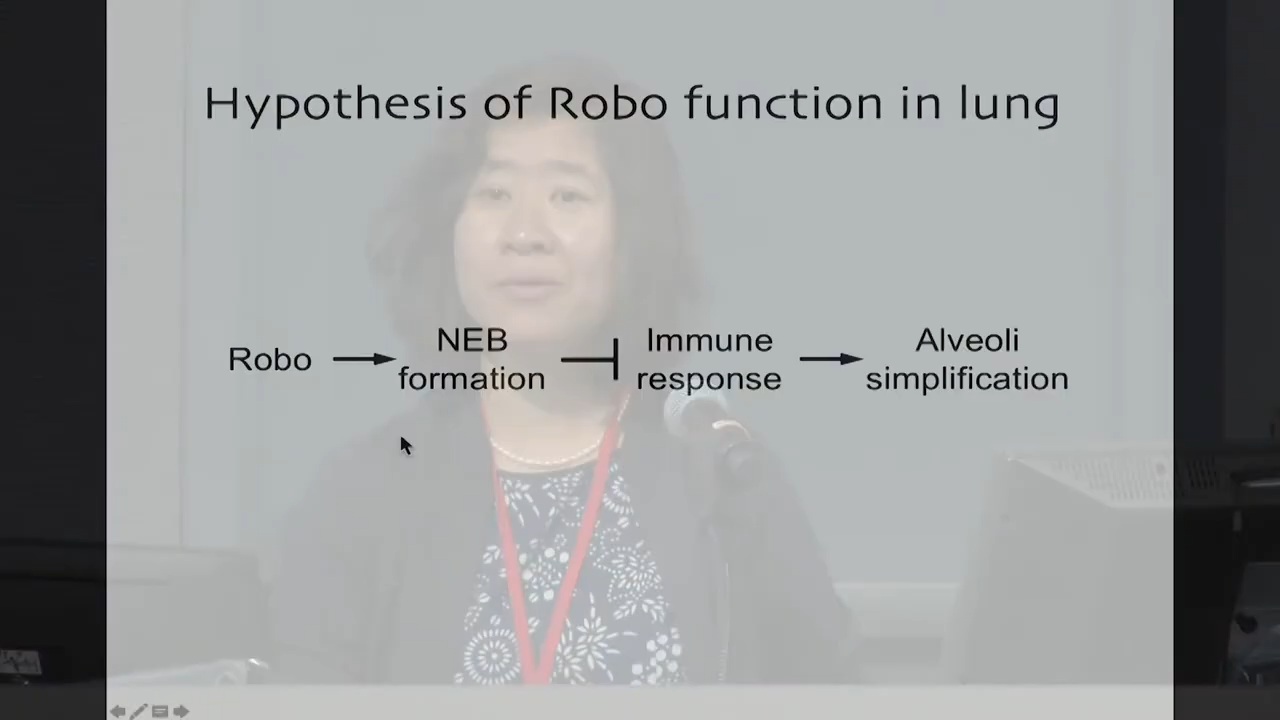 Hypothesis of Robo function in lung
Robo
NEB
formation
Immune
response
Alveoli
simplification